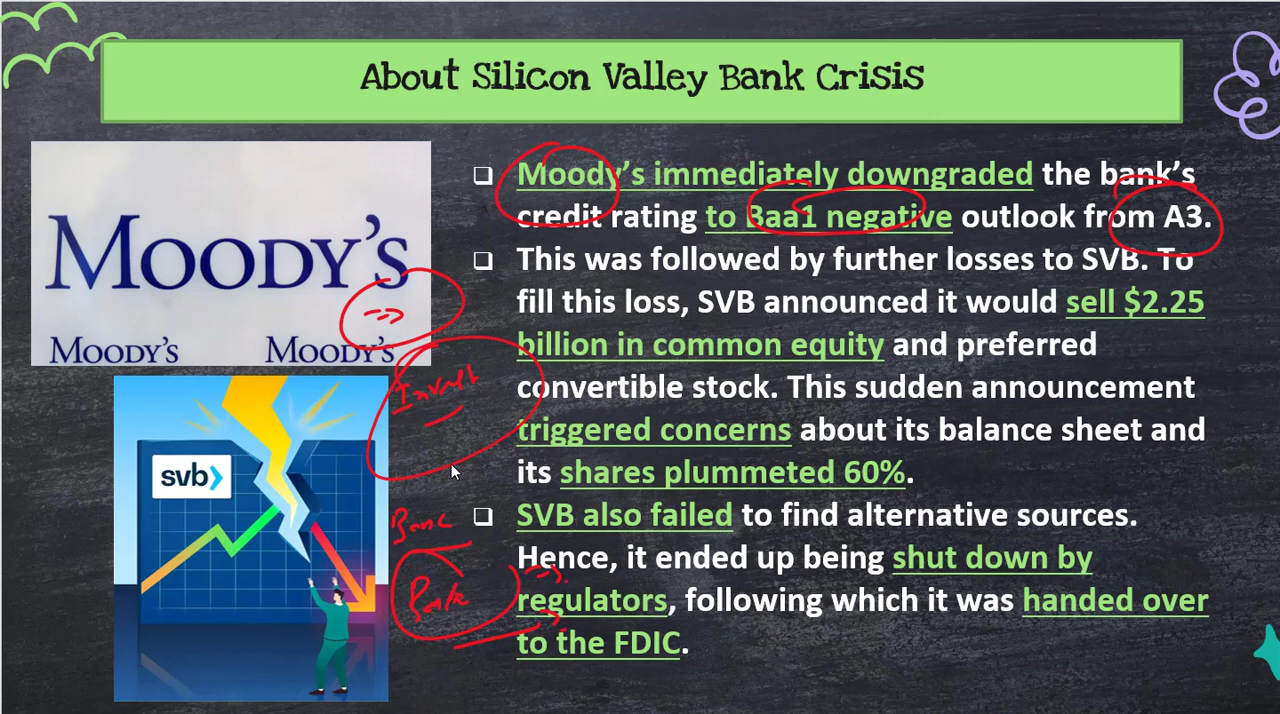 About Silicon Valley Bank Crisis
MOODY'S
MOODY'S MOODY'S
svb
❑ Moody's immediately downgraded the bank's
credit rating to Baa1 negative outlook from A3.
❑ This was followed by further losses to SVB. To
fill this loss, SVB announced it would sell $2.25
billion in common equity and preferred
convertible stock. This sudden announcement
triggered concerns about its balance sheet and
its shares plummeted 60%.
❑ SVB also failed to find alternative sources.
Hence, it ended up being shut down by
regulators, following which it was handed over
to the FDIC.